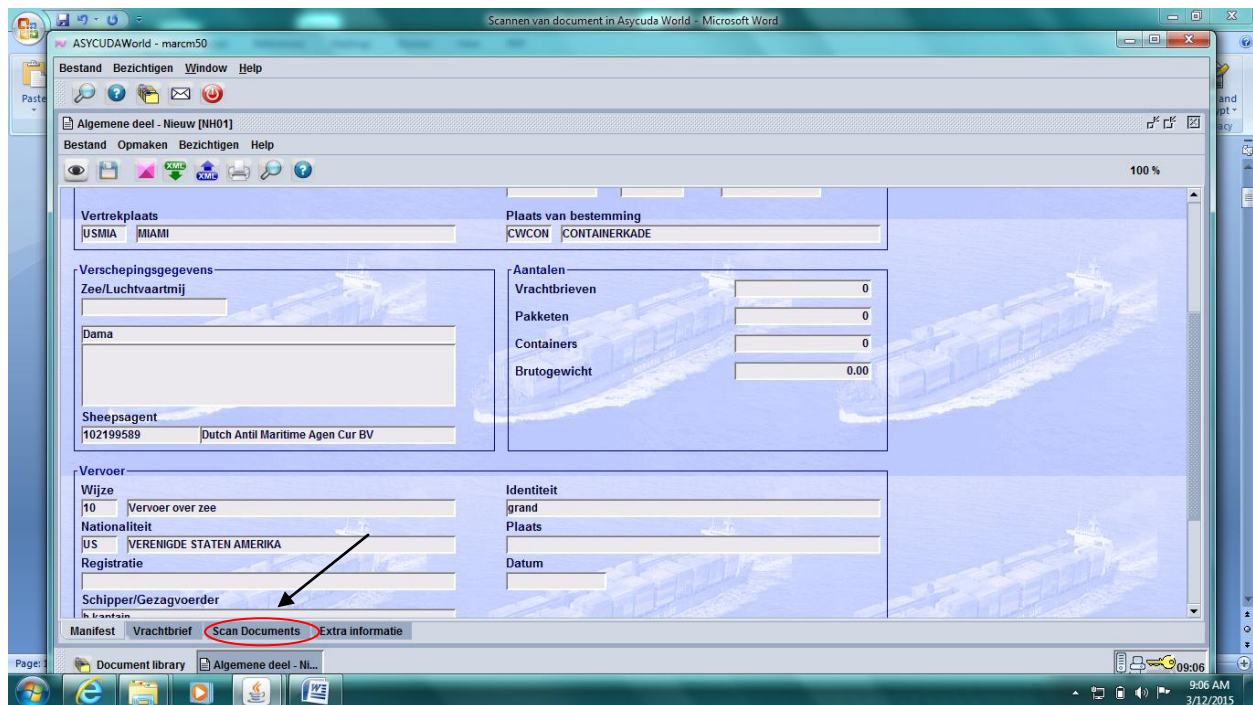 Scannen van document in Asycuda World - Microsoft Word
ASYCUDAWorld - marcm50
Bestand Bezichtigen Window Help
Paste
Algemene deel - Nieuw [NH01]
Bestand Opmaken Bezichtigen Help
XML XML
100 %
Vertrekplaats Plaats van bestemming
USMIA MIAMI CWCON CONTAINERKADE
Verschepingsgegevens Aantalen
Zee/Luchtvaartmij Vrachtbrieven 0
Pakketen 0
Dama
Containers 0
Brutogewicht 0.00
Sheepsagent
102199589 Dutch Antil Maritime Agen Cur BV
Vervoer
Wijze Identiteit
10 Vervoer over zee grand
Nationaliteit Plaats
US VERENIGDE STATEN AMERIKA
Registratie Datum
Schipper/Gezagvoerder
h kantain
Manifest Vrachtbrief Scan Documents Extra informatie
Page: 1
Document library Algemene deel - Ni...
09:06
9:06 AM
3/12/2015